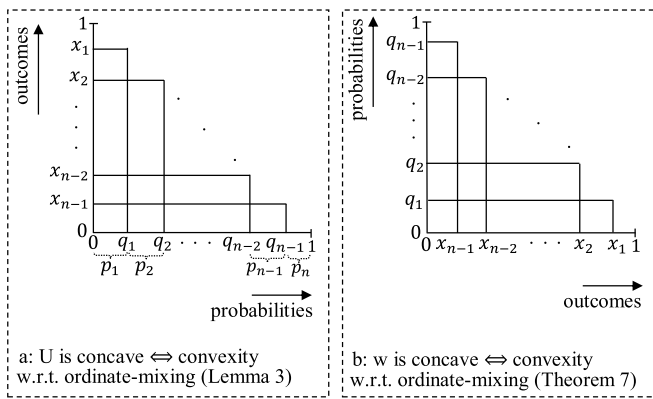 outcomes
1
x₁
x₂
xₙ₋₂
xₙ₋₁
0
0 q₁ q₂ · · · qₙ₋₂ qₙ₋₁ 1
p₁ p₂ pₙ₋₁ pₙ
probabilities
a: U is concave ⟺ convexity
w.r.t. ordinate-mixing (Lemma 3)
probabilities
1
qₙ₋₁
qₙ₋₂
q₂
q₁
0
0 xₙ₋₁ xₙ₋₂ · · · · x₂ x₁ 1
outcomes
b: w is concave ⟺ convexity
w.r.t. ordinate-mixing (Theorem 7)